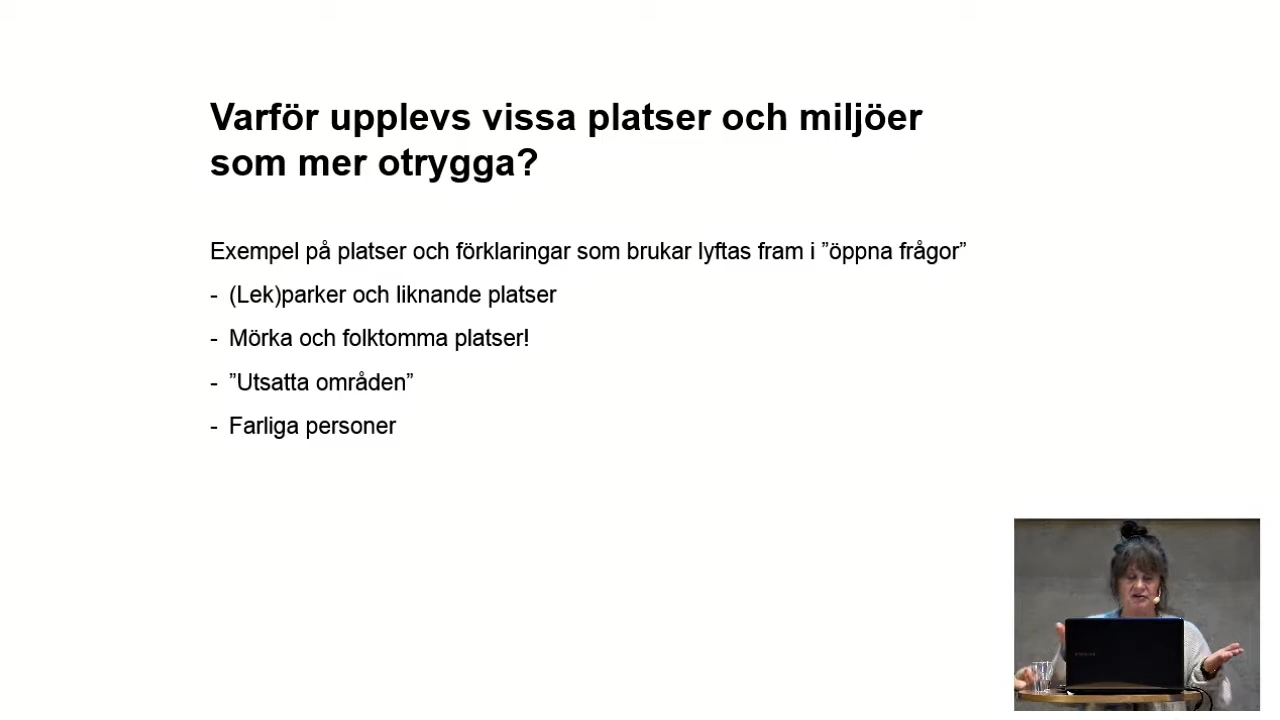 Varför upplevs vissa platser och miljöer
som mer otrygga?
Exempel på platser och förklaringar som brukar lyftas fram i ”öppna frågor”
- (Lek)parker och liknande platser
- Mörka och folktomma platser!
- ”Utsatta områden”
- Farliga personer